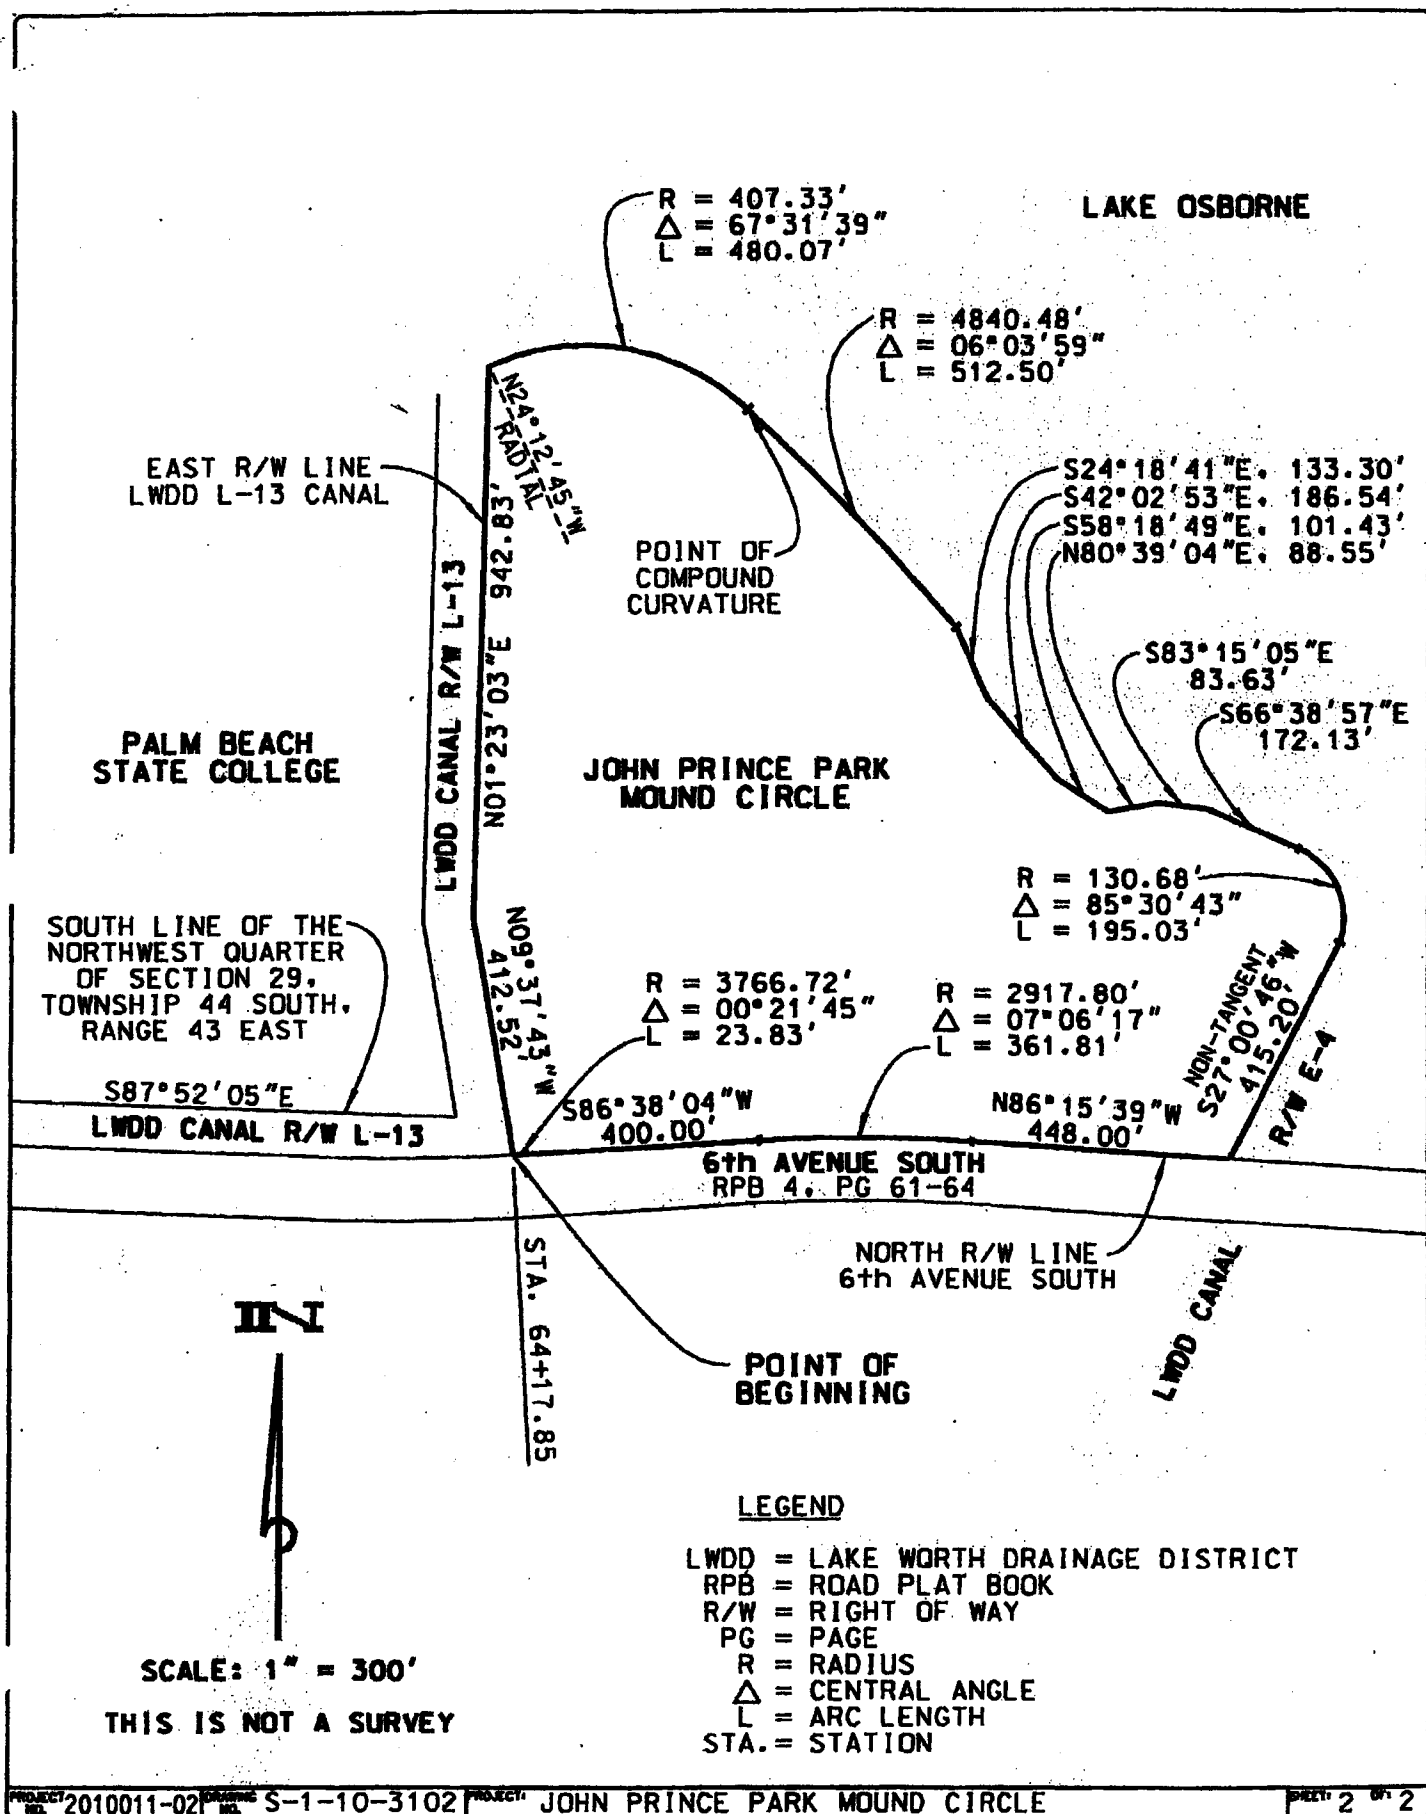 R = 407.33'
Δ = 67°31'39"
L = 480.07'
LAKE OSBORNE
R = 4840.48'
Δ = 06°03'59"
L = 512.50'
N24°12'45"W
RADIAL
EAST R/W LINE
LWDD L-13 CANAL
S24°18'41"E, 133.30'
S42°02'53"E, 186.54'
S58°18'49"E, 101.43'
N80°39'04"E, 88.55'
POINT OF
COMPOUND
CURVATURE
N01°23'03"E 942.83'
LWDD CANAL R/W L-13
S83°15'05"E
83.63'
S66°38'57"E
172.13'
PALM BEACH
STATE COLLEGE
JOHN PRINCE PARK
MOUND CIRCLE
R = 130.68'
Δ = 85°30'43"
L = 195.03'
SOUTH LINE OF THE
NORTHWEST QUARTER
OF SECTION 29,
TOWNSHIP 44 SOUTH,
RANGE 43 EAST
N09°37'43"W
412.52'
R = 3766.72'
Δ = 00°21'45"
L = 23.83'
R = 2917.80'
Δ = 07°06'17"
L = 361.81'
NON-TANGENT
S27°00'46"W
415.20'
R/W E-4
S87°52'05"E
LWDD CANAL R/W L-13
S86°38'04"W
400.00'
N86°15'39"W
448.00'
6th AVENUE SOUTH
RPB 4, PG 61-64
NORTH R/W LINE
6th AVENUE SOUTH
LWDD CANAL
STA. 64+17.85
POINT OF
BEGINNING
N
SCALE: 1" = 300'
THIS IS NOT A SURVEY
LEGEND
LWDD = LAKE WORTH DRAINAGE DISTRICT
RPB = ROAD PLAT BOOK
R/W = RIGHT OF WAY
PG = PAGE
R = RADIUS
Δ = CENTRAL ANGLE
L = ARC LENGTH
STA. = STATION
PROJECT NO. 2010011-02 DRAWING NO. S-1-10-3102 PROJECT: JOHN PRINCE PARK MOUND CIRCLE SHEET: 2 OF: 2